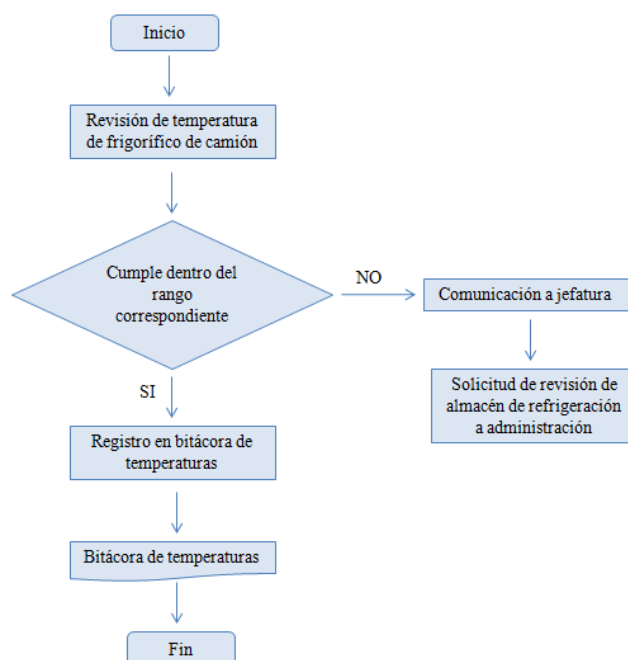 Inicio
Revisión de temperatura
de frigorífico de camión
Cumple dentro del
rango
correspondiente
NO
Comunicación a jefatura
Solicitud de revisión de
almacén de refrigeración
a administración
SI
Registro en bitácora de
temperaturas
Bitácora de temperaturas
Fin